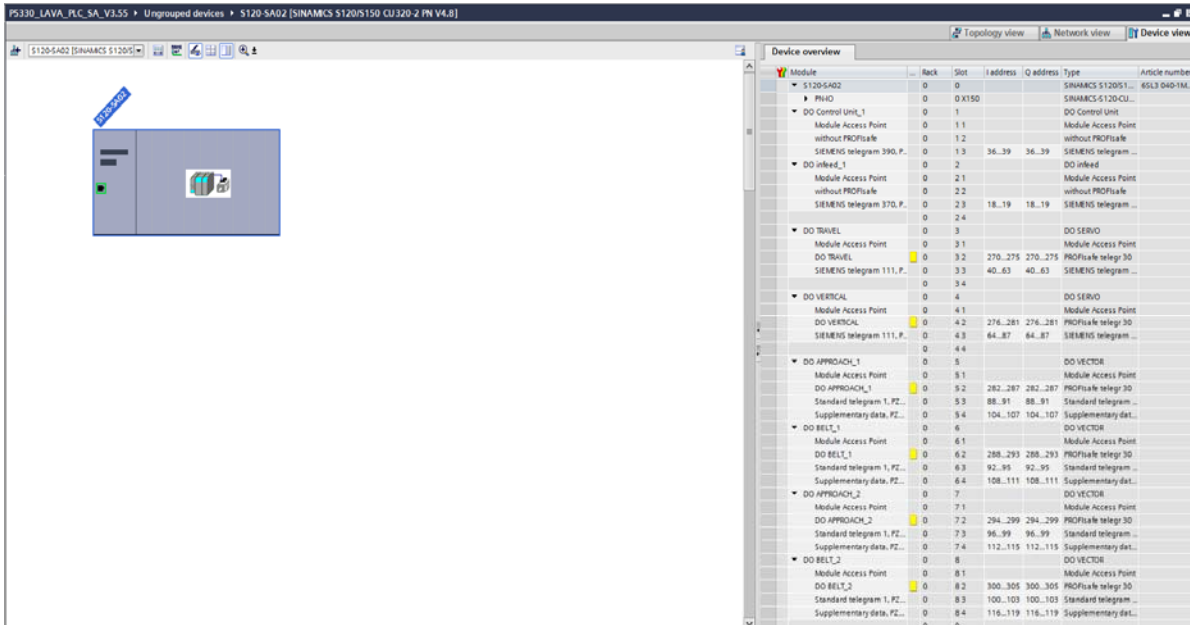 P5330_LAVA_PLC_SA_V3.55 ▸ Ungrouped devices ▸ S120-SA02 [SINAMICS S120/S150 CU320-2 PN V4.8]
Topology view Network view Device view
S120-SA02 [SINAMICS S120/S Device overview
Module ... Rack Slot I address Q address Type Article number
S120-SA02 0 0 SINAMICS S120/S1... 6SL3 040-1M...
PN-IO 0 0 X150 SINAMICS-S120-CU...
DO Control Unit_1 0 1 DO Control Unit
Module Access Point 0 1 1 Module Access Point
without PROFIsafe 0 1 2 without PROFIsafe
SIEMENS telegram 390, P... 0 1 3 36...39 36...39 SIEMENS telegram ...
DO infeed_1 0 2 DO infeed
Module Access Point 0 2 1 Module Access Point
without PROFIsafe 0 2 2 without PROFIsafe
SIEMENS telegram 370, P... 0 2 3 18...19 18...19 SIEMENS telegram ...
0 2 4
DO TRAVEL 0 3 DO SERVO
Module Access Point 0 3 1 Module Access Point
DO TRAVEL 0 3 2 270...275 270...275 PROFIsafe telegr 30
SIEMENS telegram 111, P... 0 3 3 40...63 40...63 SIEMENS telegram ...
0 3 4
DO VERTICAL 0 4 DO SERVO
Module Access Point 0 4 1 Module Access Point
DO VERTICAL 0 4 2 276...281 276...281 PROFIsafe telegr 30
SIEMENS telegram 111, P... 0 4 3 64...87 64...87 SIEMENS telegram ...
0 4 4
DO APPROACH_1 0 5 DO VECTOR
Module Access Point 0 5 1 Module Access Point
DO APPROACH_1 0 5 2 282...287 282...287 PROFIsafe telegr 30
Standard telegram 1, PZ... 0 5 3 88...91 88...91 Standard telegram ...
Supplementary data, PZ... 0 5 4 104...107 104...107 Supplementary dat...
DO BELT_1 0 6 DO VECTOR
Module Access Point 0 6 1 Module Access Point
DO BELT_1 0 6 2 288...293 288...293 PROFIsafe telegr 30
Standard telegram 1, PZ... 0 6 3 92...95 92...95 Standard telegram ...
Supplementary data, PZ... 0 6 4 108...111 108...111 Supplementary dat...
DO APPROACH_2 0 7 DO VECTOR
Module Access Point 0 7 1 Module Access Point
DO APPROACH_2 0 7 2 294...299 294...299 PROFIsafe telegr 30
Standard telegram 1, PZ... 0 7 3 96...99 96...99 Standard telegram ...
Supplementary data, PZ... 0 7 4 112...115 112...115 Supplementary dat...
DO BELT_2 0 8 DO VECTOR
Module Access Point 0 8 1 Module Access Point
DO BELT_2 0 8 2 300...305 300...305 PROFIsafe telegr 30
Standard telegram 1, PZ... 0 8 3 100...103 100...103 Standard telegram ...
Supplementary data, PZ... 0 8 4 116...119 116...119 Supplementary dat...
S120-SA02